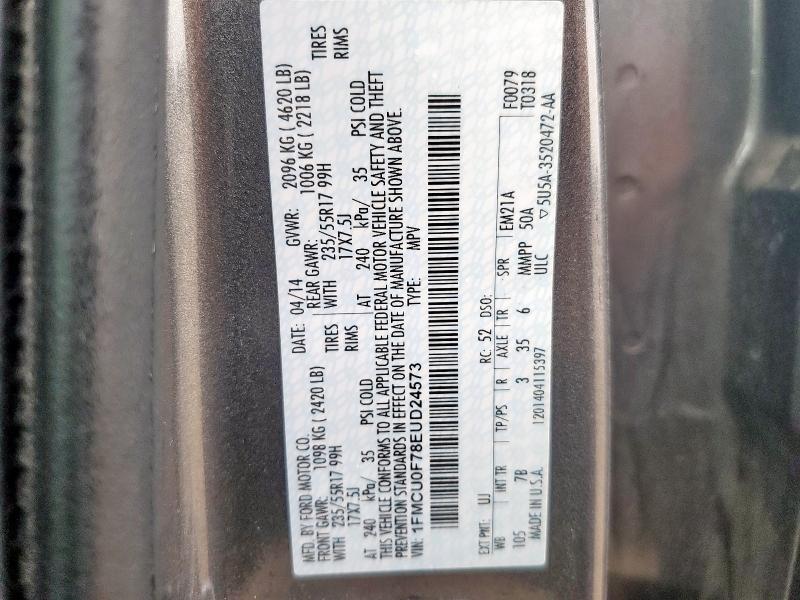 MFD. BY FORD MOTOR CO. DATE: 04/14 GVWR: 2096 KG ( 4620 LB)
FRONT GAWR: 1098 KG ( 2420 LB) REAR GAWR: 1006 KG ( 2218 LB)
WITH 235/55R17 99H TIRES WITH 235/55R17 99H TIRES
17X7.5J RIMS 17X7.5J RIMS
AT 240 kPa/ 35 PSI COLD AT 240 kPa/ 35 PSI COLD
THIS VEHICLE CONFORMS TO ALL APPLICABLE FEDERAL MOTOR VEHICLE SAFETY AND THEFT
PREVENTION STANDARDS IN EFFECT ON THE DATE OF MANUFACTURE SHOWN ABOVE.
VIN: 1FMCU0F78EUD24573 TYPE: MPV
EXT PNT: UJ RC: 52 DSO: F0079
WB INT TR TP/PS R AXLE TR SPR EM21A T0318
105 7B 3 35 6 MMPP 50A
MADE IN U.S.A. 1201404115397 ULC ▽5U5A-3520472-AA